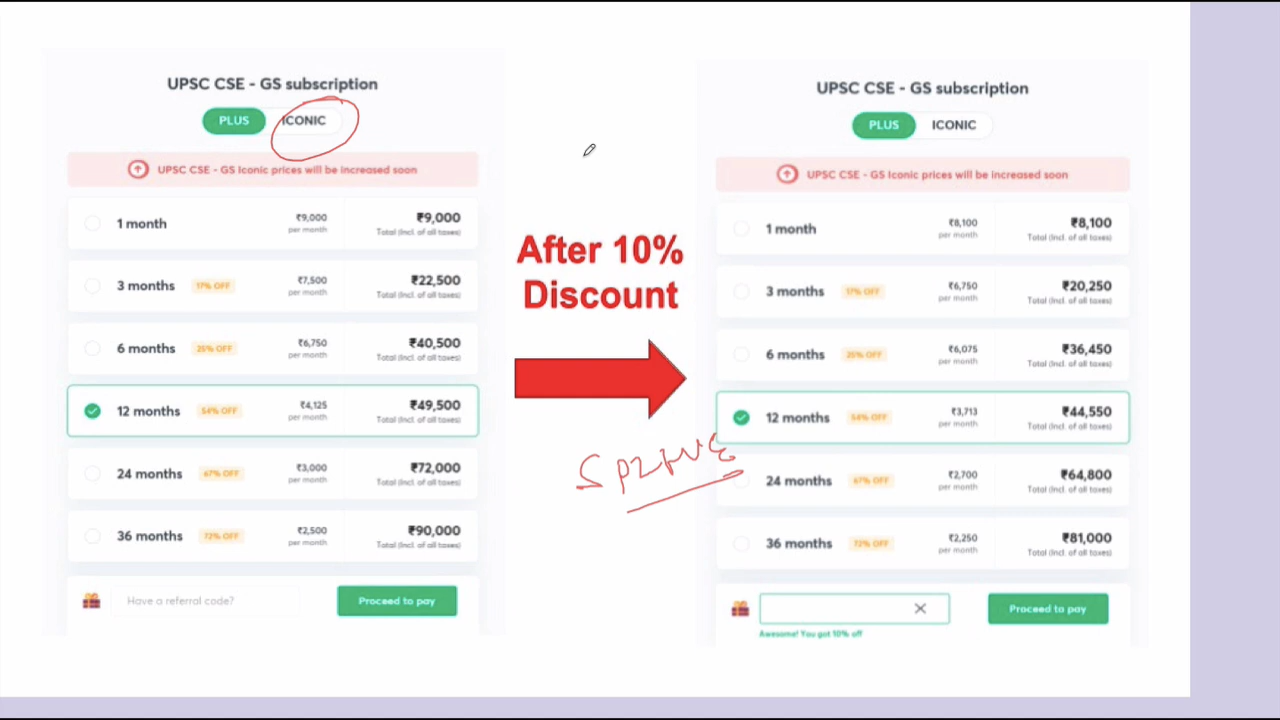 UPSC CSE - GS subscription
PLUS ICONIC
UPSC CSE - GS Iconic prices will be increased soon
1 month ₹9,000 per month ₹9,000 Total (Incl. of all taxes)
3 months 17% OFF ₹7,500 per month ₹22,500 Total (Incl. of all taxes)
6 months 25% OFF ₹6,750 per month ₹40,500 Total (Incl. of all taxes)
12 months 54% OFF ₹4,125 per month ₹49,500 Total (Incl. of all taxes)
24 months 67% OFF ₹3,000 per month ₹72,000 Total (Incl. of all taxes)
36 months 72% OFF ₹2,500 per month ₹90,000 Total (Incl. of all taxes)
Have a referral code? Proceed to pay
After 10%
Discount
UPSC CSE - GS subscription
PLUS ICONIC
UPSC CSE - GS Iconic prices will be increased soon
1 month ₹8,100 per month ₹8,100 Total (Incl. of all taxes)
3 months 17% OFF ₹6,750 per month ₹20,250 Total (Incl. of all taxes)
6 months 25% OFF ₹6,075 per month ₹36,450 Total (Incl. of all taxes)
12 months 54% OFF ₹3,713 per month ₹44,550 Total (Incl. of all taxes)
24 months 67% OFF ₹2,700 per month ₹64,800 Total (Incl. of all taxes)
36 months 72% OFF ₹2,250 per month ₹81,000 Total (Incl. of all taxes)
Proceed to pay
Awesome! You got 10% off